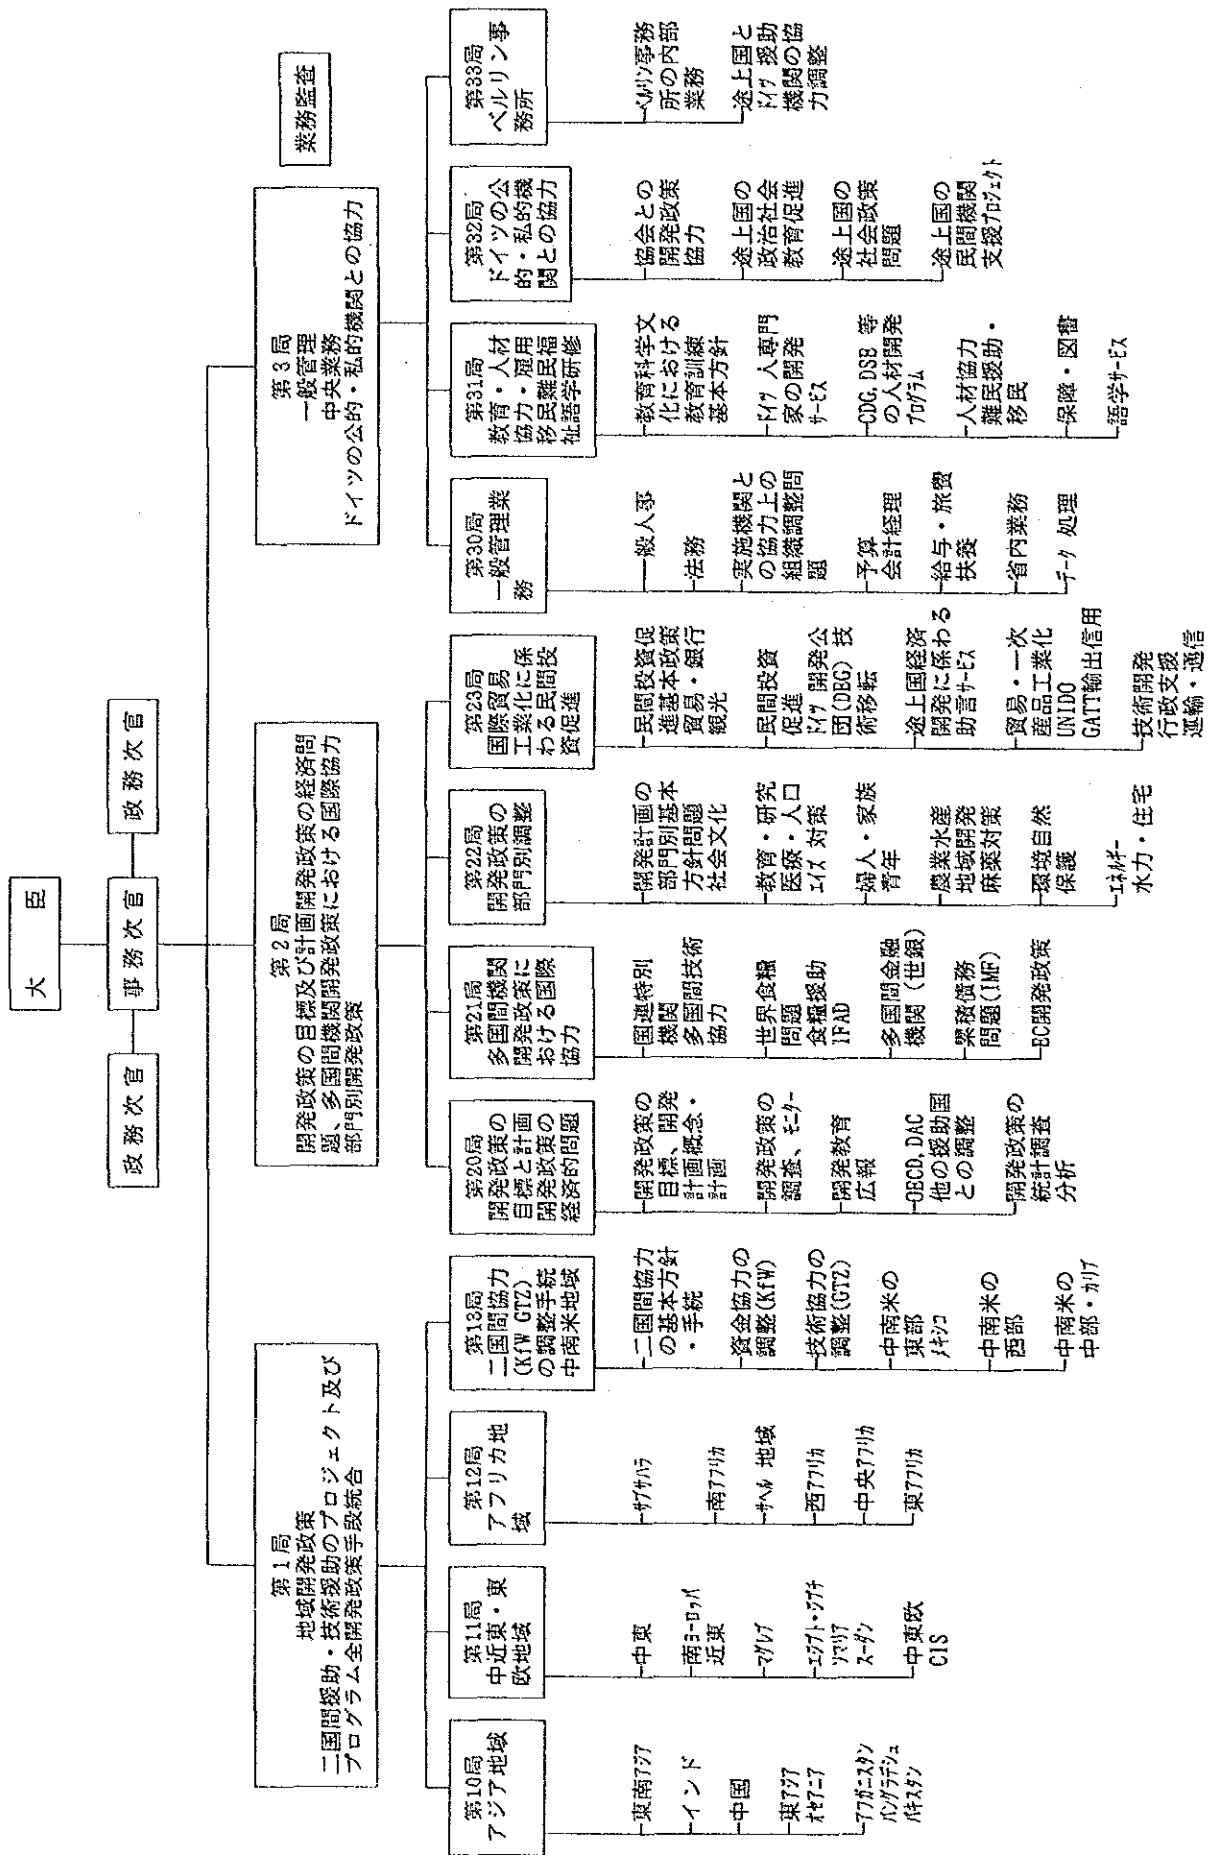 大臣
政務次官
事務次官
政務次官
業務監査
第1局
地域開発政策
二国間援助・技術援助のプロジェクト及び
プログラム全開発政策手段統合
第2局
開発政策の目標及び計画開発政策の経済問
題、多国間機関開発政策における国際協力
部門別開発政策
第3局
一般管理
中央業務
ドイツの公的・私的機関との協力
第10局
アジア地域
東南アジア
インド
中国
東アジア
オセアニア
アフガニスタン
バングラデシュ
パキスタン
第11局
中近東・東
欧地域
中東
南ヨーロッパ
近東
マグレブ
エジプト・ジブチ
ソマリア
スーダン
中東欧
CIS
第12局
アフリカ地
域
サブサハラ
南アフリカ
サヘル 地域
西アフリカ
中央アフリカ
東アフリカ
第13局
二国間協力
(KfW GTZ)
の調整手続
中南米地域
二国間協力
の基本方針
・手続
資金協力の
調整(KfW)
技術協力の
調整(GTZ)
中南米の
東部
メキシコ
中南米の
西部
中南米の
中部・カリブ
第20局
開発政策の
目標と計画
開発政策の
経済的問題
開発政策の
目標、開発
計画概念・
計画
開発政策の
調査、モニター
開発教育
広報
OECD,DAC
他の援助国
との調整
開発政策の
統計調査
分析
第21局
多国間機関
開発政策に
おける国際
協力
国連特別
機関
多国間技術
協力
世界食糧
問題
食糧援助
IFAD
多国間金融
機関(世銀)
累積債務
問題(IMF)
EC開発政策
第22局
開発政策の
部門別調整
開発計画の
部門別基本
方針問題
社会文化
教育・研究
医療・人口
エイズ 対策
婦人・家族
青年
農業水産
地域開発
麻薬対策
環境自然
保護
エネルギー
水力・住宅
第23局
国際貿易
工業化に係
わる民間投
資促進
民間投資促
進基本政策
貿易・銀行
観光
民間投資
促進
ドイツ 開発公
団(DEG) 技
術移転
途上国経済
開発に係わる
助言サービス
貿易・一次
産品工業化
UNIDO
GATT輸出信用
技術開発
行政支援
運輸・通信
第30局
一般管理業
務
一般人事
法務
実施機関と
の協力上の
組織調整問
題
予算
会計経理
給与・旅費
扶養
省内業務
データ 処理
第31局
教育・人材
協力・雇用
移民難民福
祉語学研修
教育科学文
化における
教育訓練
基本方針
ドイツ 人専門
家の開発
サービス
CDG,DSB 等
の人材開発
プログラム
人材協力
難民援助・
移民
保障・図書
語学サービス
第32局
ドイツの公
的・私的機
関との協力
協会との
開発政策
協力
途上国の
政治社会
教育促進
途上国の
社会政策
問題
途上国の
民間機関
支援プロジェクト
第33局
ベルリン事
務所
ベルリン事務
所の内部
業務
途上国と
ドイツ 援助
機関の協
力調整